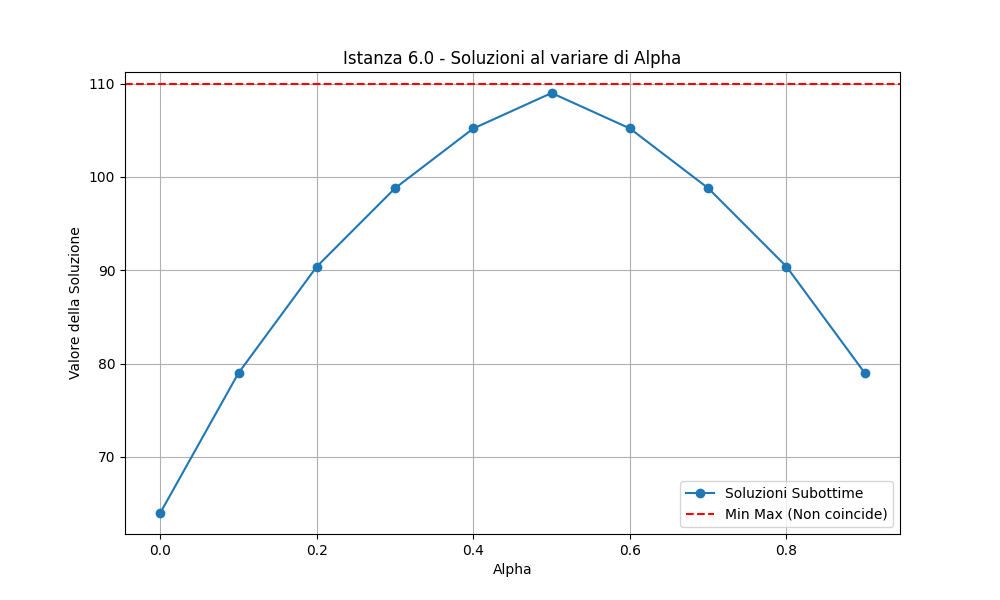 Istanza 6.0 - Soluzioni al variare di Alpha
Valore della Soluzione
110
100
90
80
70
0.0 0.2 0.4 0.6 0.8
Alpha
Soluzioni Subottime
Min Max (Non coincide)